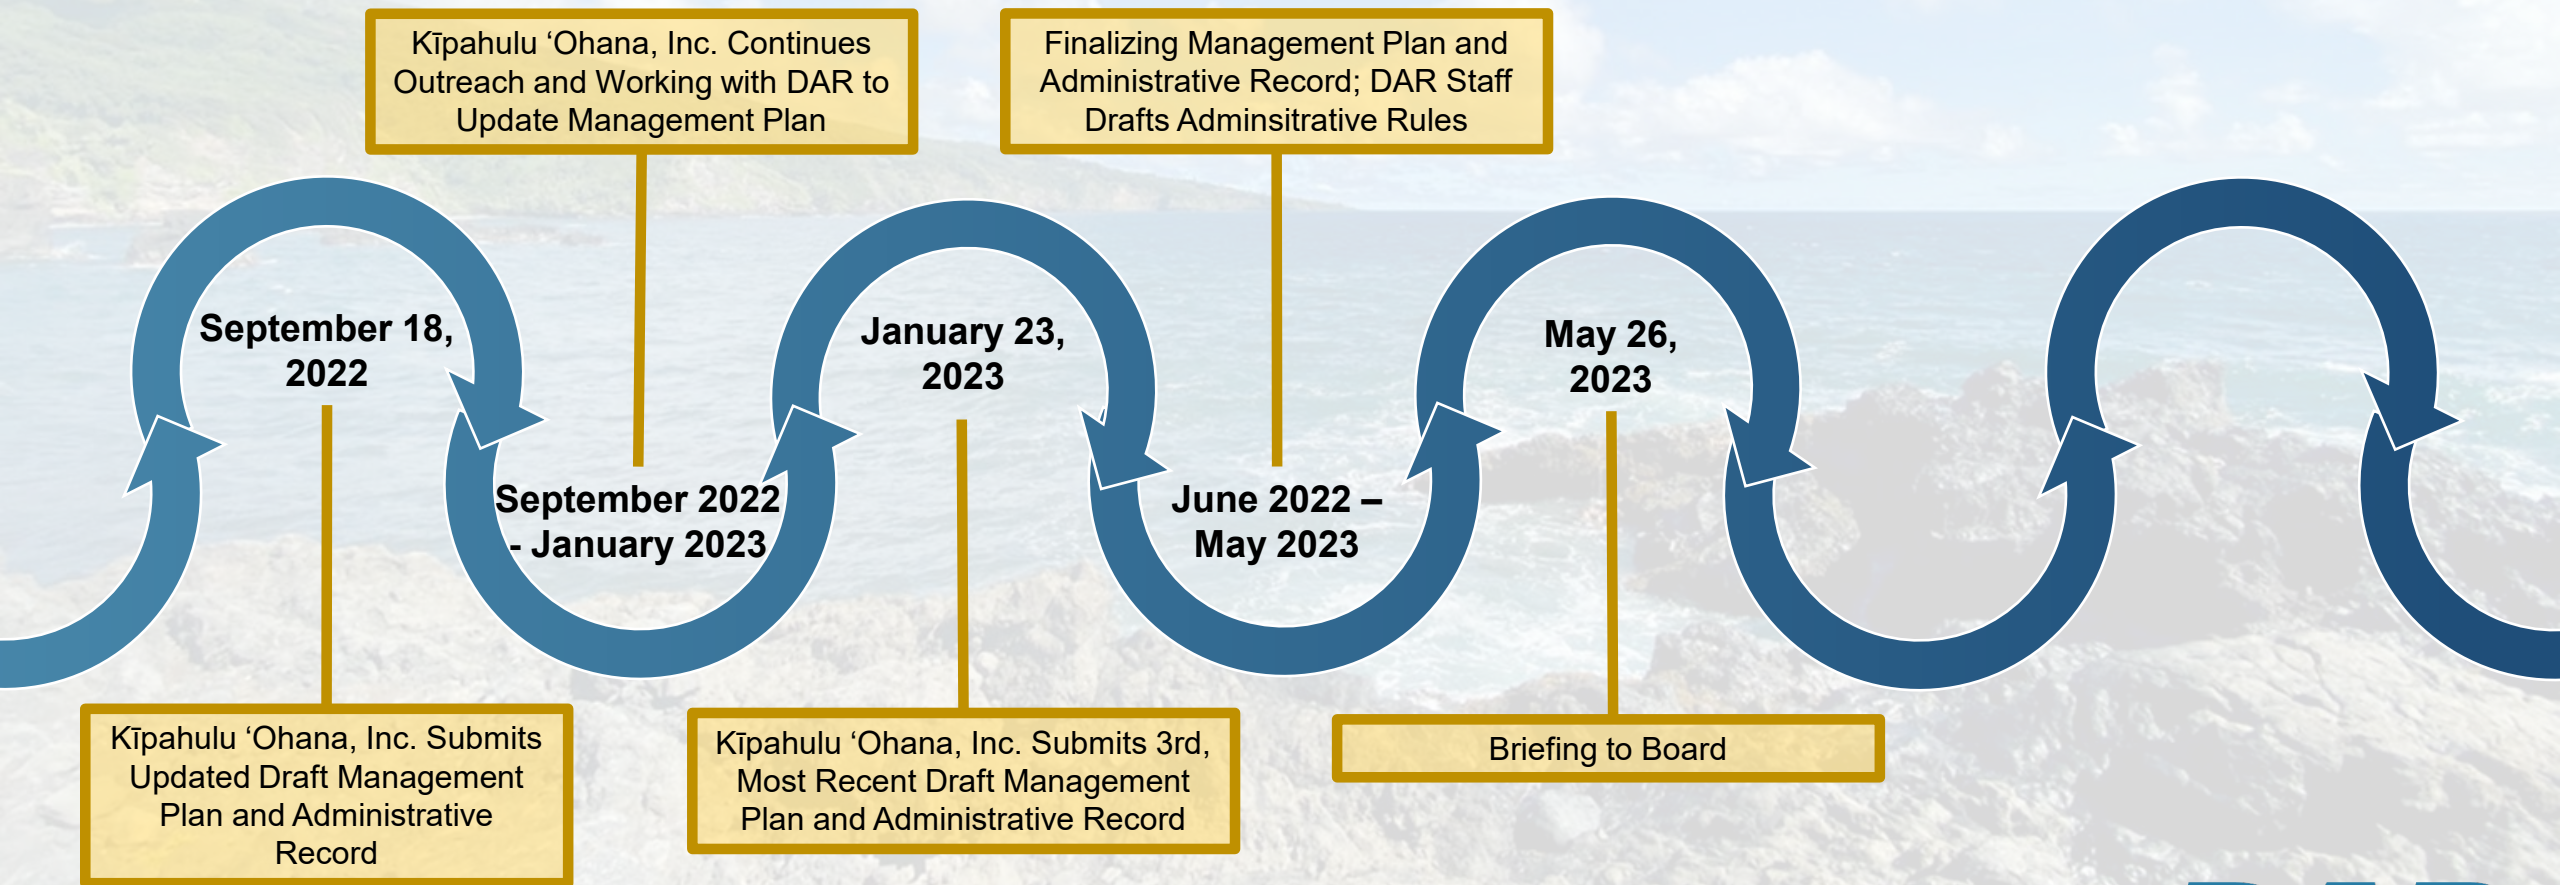 Kīpahulu ‘Ohana, Inc. Continues
Outreach and Working with DAR to
Update Management Plan
Finalizing Management Plan and
Administrative Record; DAR Staff
Drafts Adminsitrative Rules
September 18,
2022
January 23,
2023
May 26,
2023
September 2022
- January 2023
June 2022 –
May 2023
Kīpahulu ‘Ohana, Inc. Submits
Updated Draft Management
Plan and Administrative
Record
Kīpahulu ‘Ohana, Inc. Submits 3rd,
Most Recent Draft Management
Plan and Administrative Record
Briefing to Board